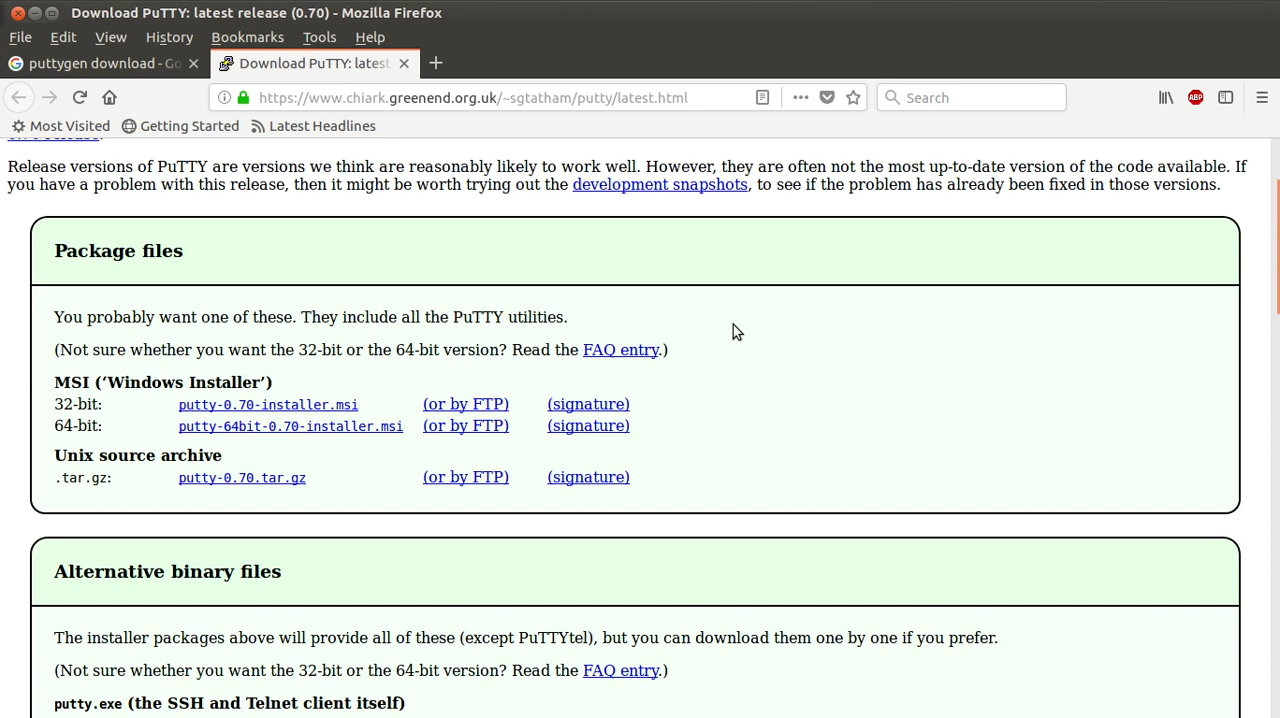 Download PuTTY: latest release (0.70) - Mozilla Firefox
File Edit View History Bookmarks Tools Help
puttygen download - Go
Download PuTTY: latest
https://www.chiark.greenend.org.uk/~sgtatham/putty/latest.html
Search
ABP
Most Visited Getting Started Latest Headlines
Release versions of PuTTY are versions we think are reasonably likely to work well. However, they are often not the most up-to-date version of the code available. If
you have a problem with this release, then it might be worth trying out the development snapshots, to see if the problem has already been fixed in those versions.
Package files
You probably want one of these. They include all the PuTTY utilities.
(Not sure whether you want the 32-bit or the 64-bit version? Read the FAQ entry.)
MSI (‘Windows Installer’)
32-bit: putty-0.70-installer.msi (or by FTP) (signature)
64-bit: putty-64bit-0.70-installer.msi (or by FTP) (signature)
Unix source archive
.tar.gz: putty-0.70.tar.gz (or by FTP) (signature)
Alternative binary files
The installer packages above will provide all of these (except PuTTYtel), but you can download them one by one if you prefer.
(Not sure whether you want the 32-bit or the 64-bit version? Read the FAQ entry.)
putty.exe (the SSH and Telnet client itself)